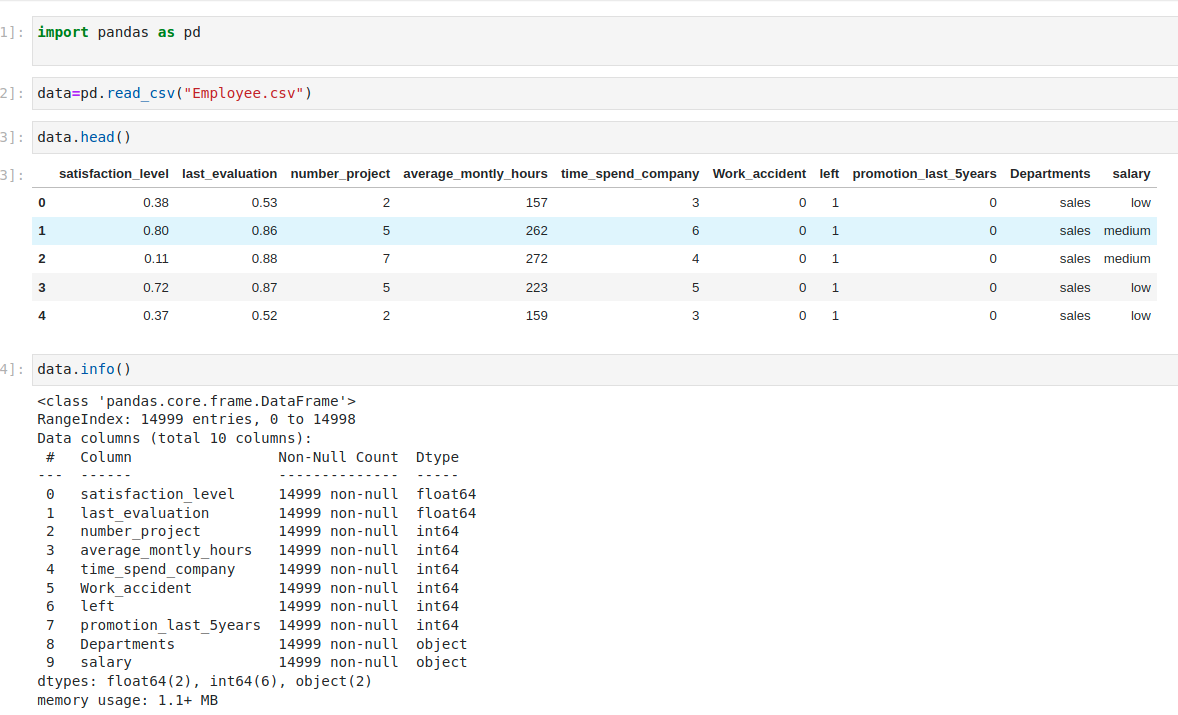 1]: import pandas as pd
2]: data=pd.read_csv("Employee.csv")
3]: data.head()
3]: satisfaction_level last_evaluation number_project average_montly_hours time_spend_company Work_accident left promotion_last_5years Departments salary
0 0.38 0.53 2 157 3 0 1 0 sales low
1 0.80 0.86 5 262 6 0 1 0 sales medium
2 0.11 0.88 7 272 4 0 1 0 sales medium
3 0.72 0.87 5 223 5 0 1 0 sales low
4 0.37 0.52 2 159 3 0 1 0 sales low
4]: data.info()
<class 'pandas.core.frame.DataFrame'>
RangeIndex: 14999 entries, 0 to 14998
Data columns (total 10 columns):
 #   Column                 Non-Null Count  Dtype
---  ------                 --------------  -----
 0   satisfaction_level     14999 non-null  float64
 1   last_evaluation        14999 non-null  float64
 2   number_project         14999 non-null  int64
 3   average_montly_hours   14999 non-null  int64
 4   time_spend_company     14999 non-null  int64
 5   Work_accident          14999 non-null  int64
 6   left                   14999 non-null  int64
 7   promotion_last_5years  14999 non-null  int64
 8   Departments            14999 non-null  object
 9   salary                 14999 non-null  object
dtypes: float64(2), int64(6), object(2)
memory usage: 1.1+ MB